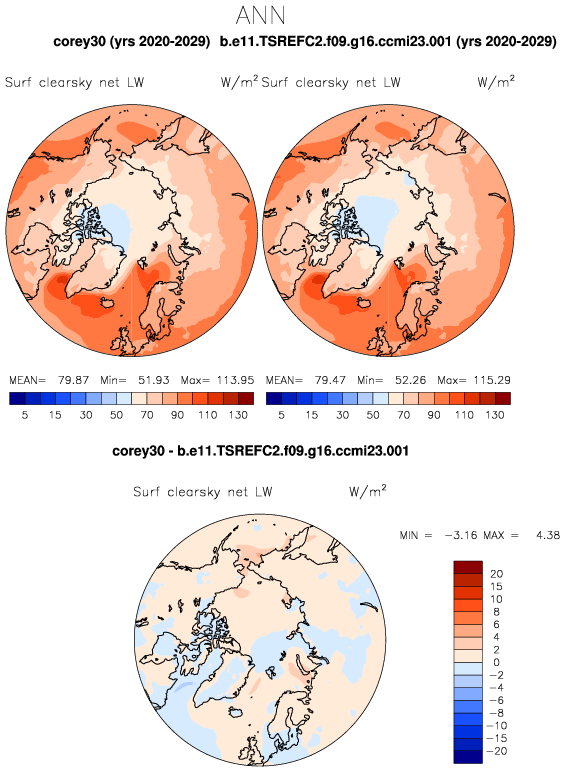 ANN
corey30 (yrs 2020-2029) b.e11.TSREFC2.f09.g16.ccmi23.001 (yrs 2020-2029)
Surf clearsky net LW W/m² Surf clearsky net LW W/m²
MEAN= 79.87 Min= 51.93 Max= 113.95 MEAN= 79.47 Min= 52.26 Max= 115.29
5 15 30 50 70 90 110 130 5 15 30 50 70 90 110 130
corey30 - b.e11.TSREFC2.f09.g16.ccmi23.001
Surf clearsky net LW W/m²
MIN = -3.16 MAX = 4.38
20
15
10
8
6
4
2
0
-2
-4
-6
-8
-10
-15
-20